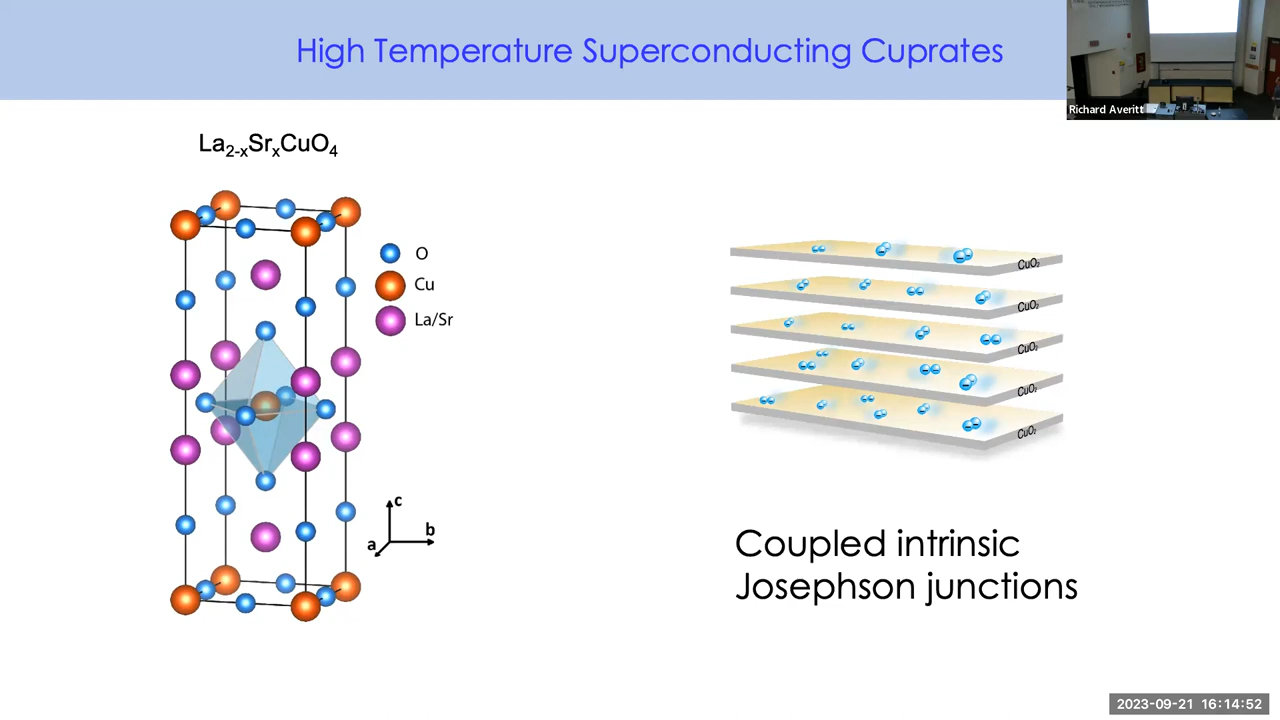 High Temperature Superconducting Cuprates
Richard Averitt
La₂₋ₓSrₓCuO₄
O
Cu
La/Sr
c
b
a
CuO₂
CuO₂
CuO₂
CuO₂
CuO₂
Coupled intrinsic
Josephson junctions
2023-09-21 16:14:52